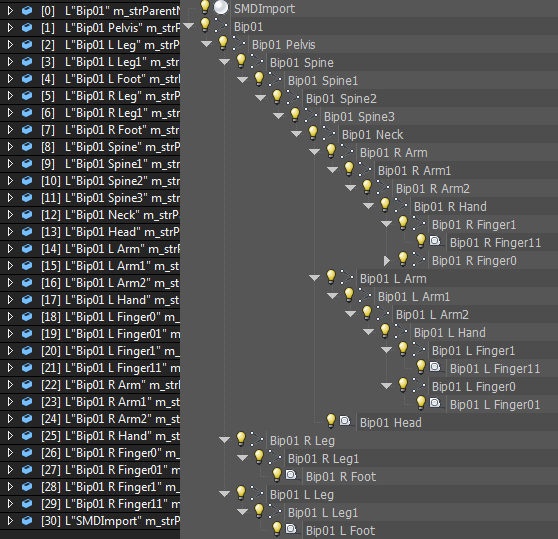 [0] L"Bip01" m_strParentN
[1] L"Bip01 Pelvis" m_str
[2] L"Bip01 L Leg" m_strP
[3] L"Bip01 L Leg1" m_str
[4] L"Bip01 L Foot" m_strP
[5] L"Bip01 R Leg" m_strP
[6] L"Bip01 R Leg1" m_str
[7] L"Bip01 R Foot" m_str
[8] L"Bip01 Spine" m_strP
[9] L"Bip01 Spine1" m_str
[10] L"Bip01 Spine2" m_str
[11] L"Bip01 Spine3" m_str
[12] L"Bip01 Neck" m_strP
[13] L"Bip01 Head" m_strP
[14] L"Bip01 L Arm" m_str
[15] L"Bip01 L Arm1" m_st
[16] L"Bip01 L Arm2" m_st
[17] L"Bip01 L Hand" m_st
[18] L"Bip01 L Finger0" m
[19] L"Bip01 L Finger01" m
[20] L"Bip01 L Finger1" m
[21] L"Bip01 L Finger11" m
[22] L"Bip01 R Arm" m_str
[23] L"Bip01 R Arm1" m_st
[24] L"Bip01 R Arm2" m_st
[25] L"Bip01 R Hand" m_st
[26] L"Bip01 R Finger0" m_
[27] L"Bip01 R Finger01" m
[28] L"Bip01 R Finger1" m_
[29] L"Bip01 R Finger11" m
[30] L"SMDImport" m_strP
SMDImport
Bip01
Bip01 Pelvis
Bip01 Spine
Bip01 Spine1
Bip01 Spine2
Bip01 Spine3
Bip01 Neck
Bip01 R Arm
Bip01 R Arm1
Bip01 R Arm2
Bip01 R Hand
Bip01 R Finger1
Bip01 R Finger11
Bip01 R Finger0
Bip01 L Arm
Bip01 L Arm1
Bip01 L Arm2
Bip01 L Hand
Bip01 L Finger1
Bip01 L Finger11
Bip01 L Finger0
Bip01 L Finger01
Bip01 Head
Bip01 R Leg
Bip01 R Leg1
Bip01 R Foot
Bip01 L Leg
Bip01 L Leg1
Bip01 L Foot